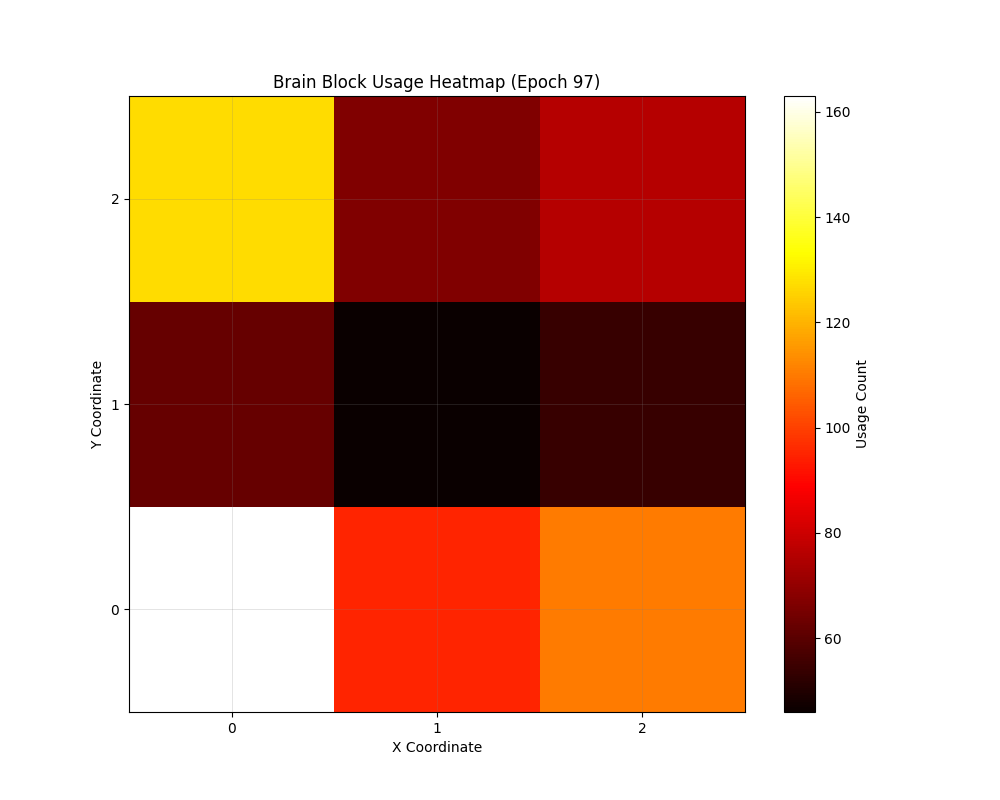 Brain Block Usage Heatmap (Epoch 97)
2
1
0
Y Coordinate
0 1 2
X Coordinate
160
140
120
100
80
60
Usage Count